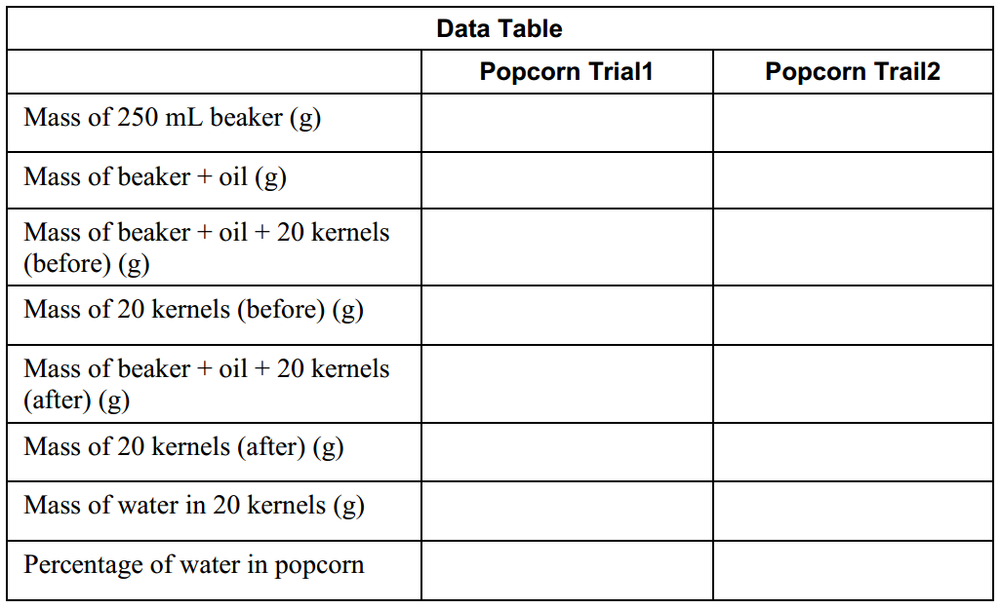 Data Table
Popcorn Trial1 Popcorn Trail2
Mass of 250 mL beaker (g)
Mass of beaker + oil (g)
Mass of beaker + oil + 20 kernels
(before) (g)
Mass of 20 kernels (before) (g)
Mass of beaker + oil + 20 kernels
(after) (g)
Mass of 20 kernels (after) (g)
Mass of water in 20 kernels (g)
Percentage of water in popcorn